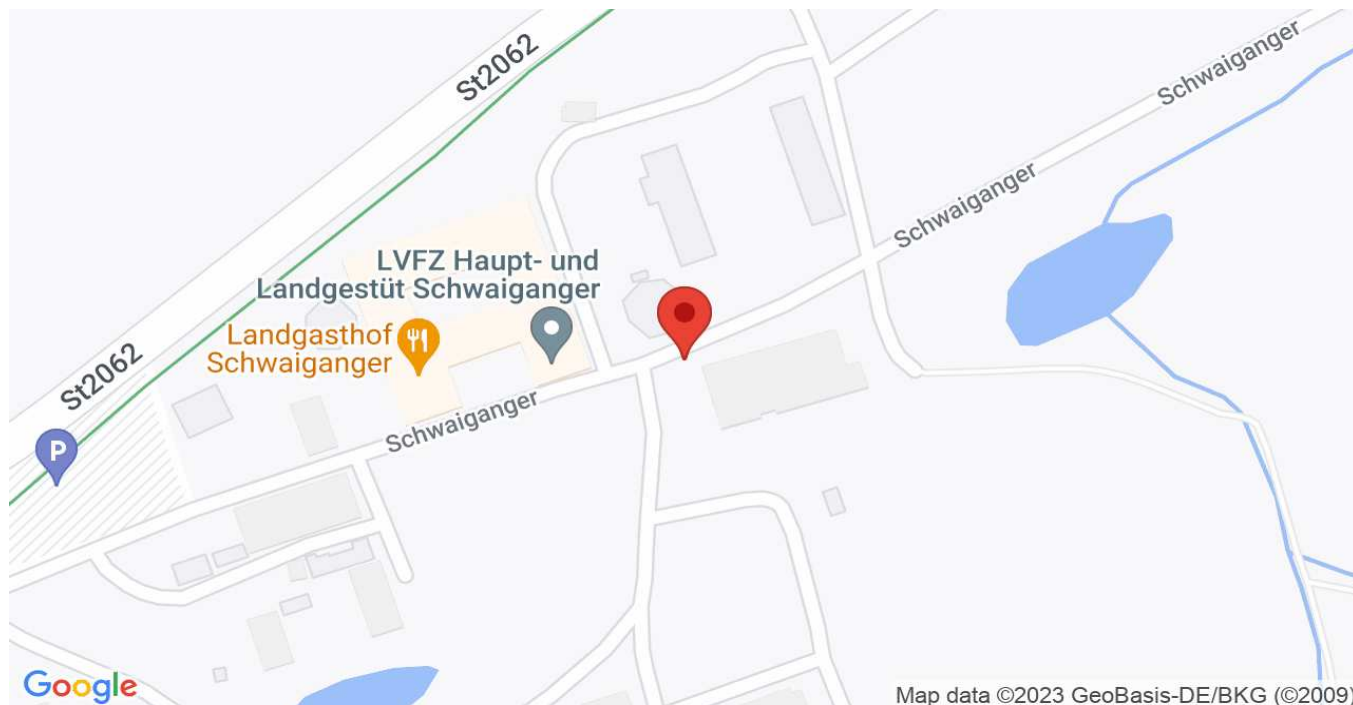 St2062
Schwaiganger
Schwaiganger
LVFZ Haupt- und
Landgestüt Schwaiganger
Landgasthof
Schwaiganger
St2062
Schwaiganger
P
Google
Map data ©2023 GeoBasis-DE/BKG (©2009)